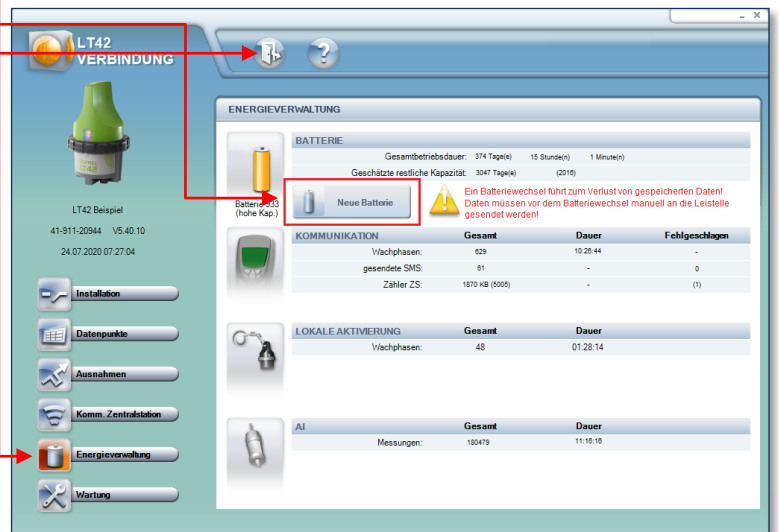 LT42
VERBINDUNG
?
LT42 Beispiel
41-911-20944 V5.40.10
24.07.2020 07:27:04
Installation
Datenpunkte
Ausnahmen
Komm. Zentralstation
Energieverwaltung
Wartung
ENERGIEVERWALTUNG
BATTERIE
Gesamtbetriebsdauer: 374 Tage(e) 15 Stunde(n) 1 Minute(n)
Geschätzte restliche Kapazität: 3047 Tage(e) (2016)
Batterie 933
(hohe Kap.)
Neue Batterie
Ein Batteriewechsel führt zum Verlust von gespeicherten Daten!
Daten müssen vor dem Batteriewechsel manuell an die Leistelle
gesendet werden!
KOMMUNIKATION Gesamt Dauer Fehlgeschlagen
Wachphasen: 629 10:26:44 -
gesendete SMS: 61 - 0
Zähler ZS: 1870 KB (5005) - (1)
LOKALE AKTIVIERUNG Gesamt Dauer
Wachphasen: 48 01:28:14
AI Gesamt Dauer
Messungen: 180479 11:16:16